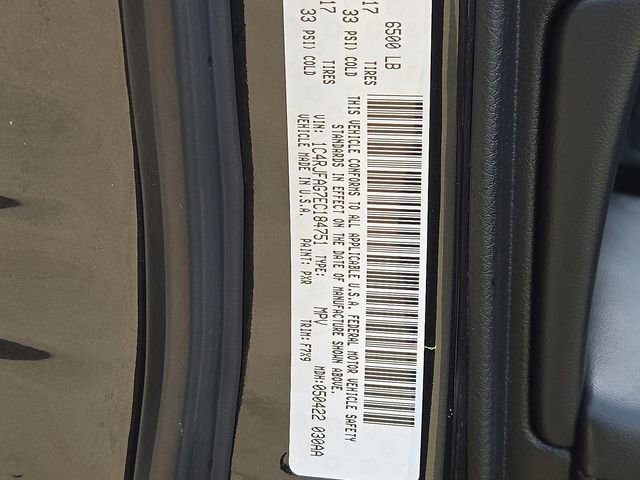 6500 LB
17 TIRES
33 PSI) COLD
17 TIRES
33 PSI) COLD
THIS VEHICLE CONFORMS TO ALL APPLICABLE U.S.A. FEDERAL MOTOR VEHICLE SAFETY
STANDARDS IN EFFECT ON THE DATE OF MANUFACTURE SHOWN ABOVE.
VIN: 1C4RJFAG7EC184751 TYPE: MPV MDH:050422 030AA
VEHICLE MADE IN U.S.A. PAINT: PXR TRIM:F7X9